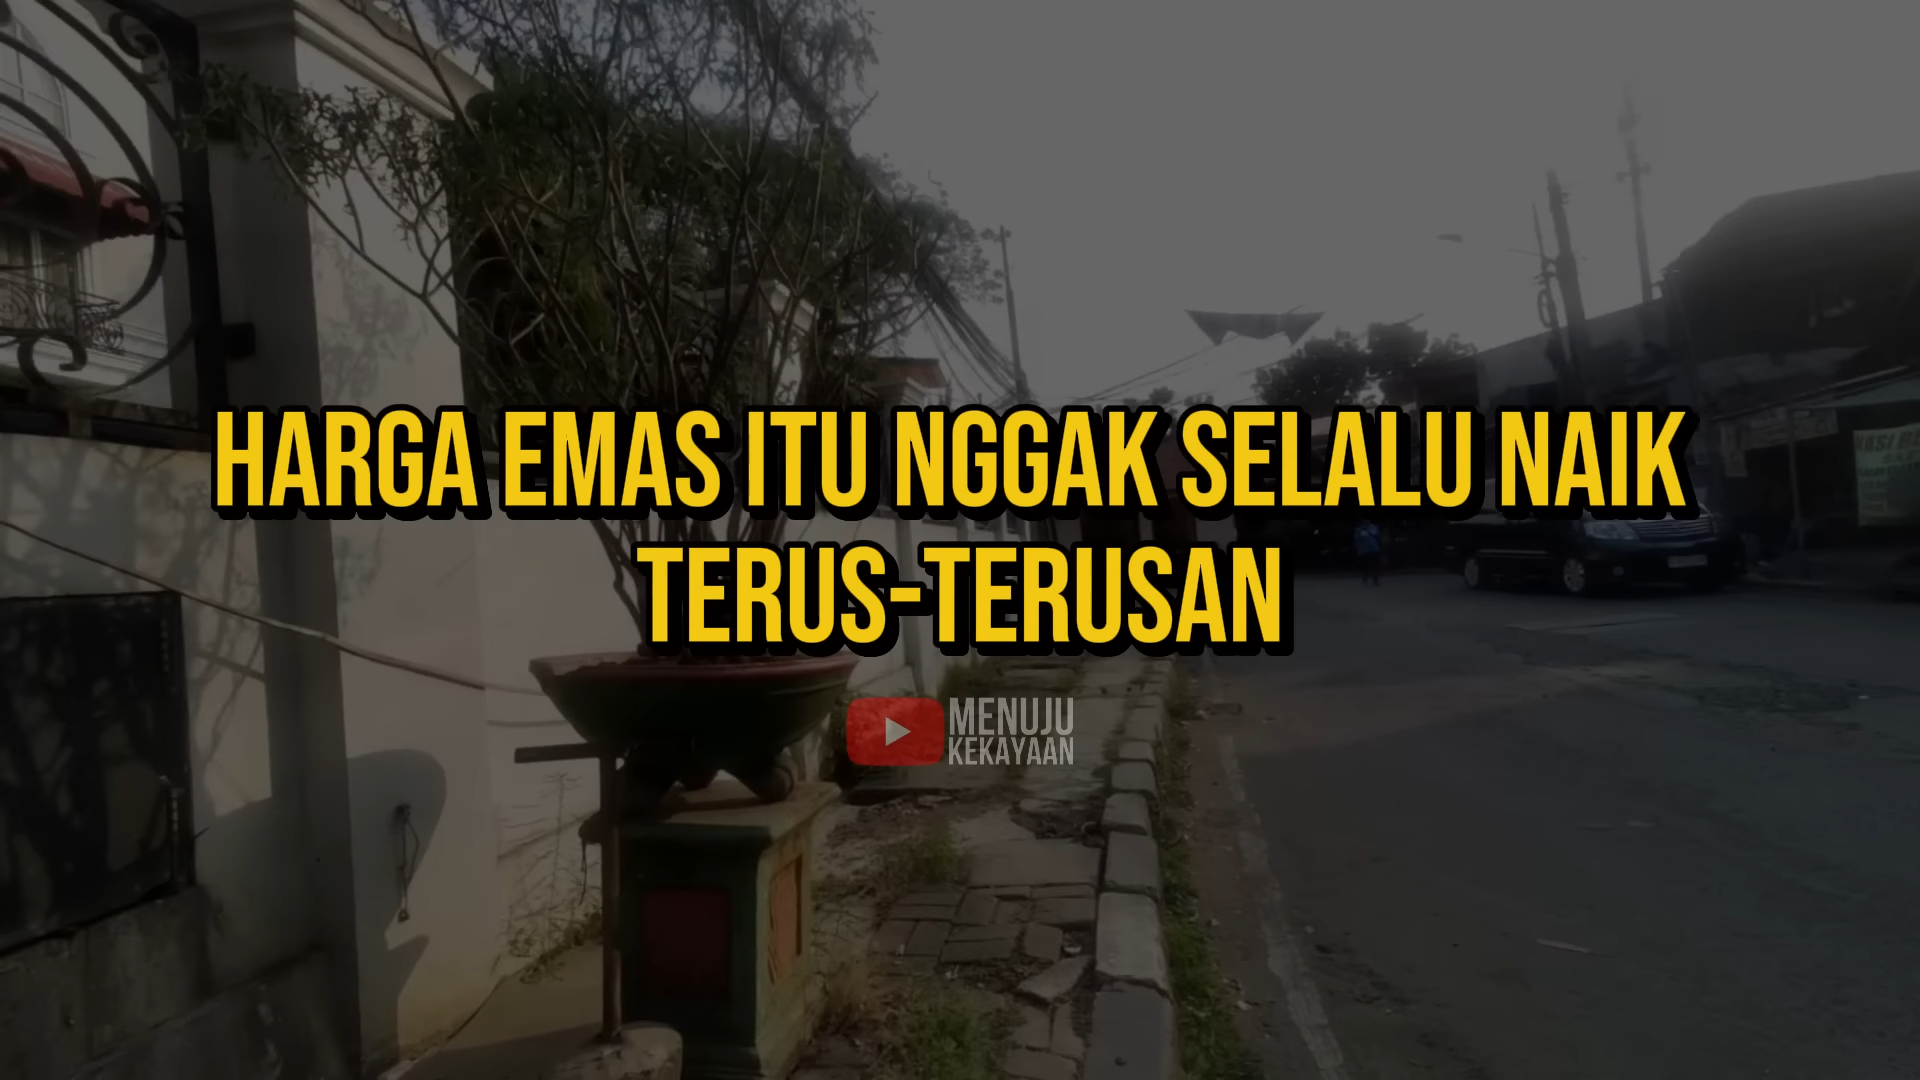 HARGA EMAS ITU NGGAK SELALU NAIK
TERUS-TERUSAN
MENUJU
KEKAYAAN